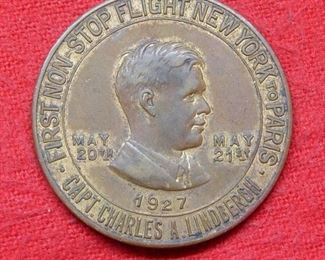 FIRST NON-STOP FLIGHT NEW YORK TO PARIS
MAY 20TH
MAY 21ST
1927
CAPT. CHARLES A. LINDBERGH